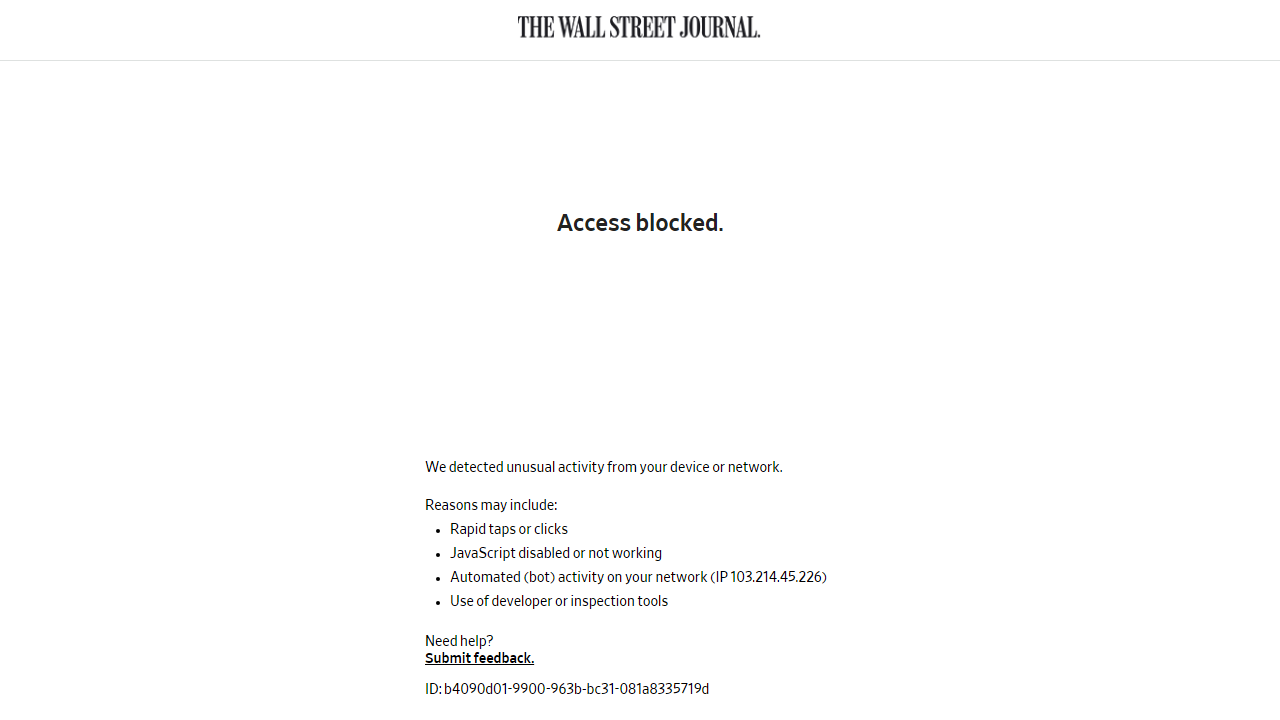 THE WALL STREET JOURNAL.
Access blocked.
We detected unusual activity from your device or network.
Reasons may include:
• Rapid taps or clicks
• JavaScript disabled or not working
• Automated (bot) activity on your network (IP 103.214.45.226)
• Use of developer or inspection tools
Need help?
Submit feedback.
ID: b4090d01-9900-963b-bc31-081a8335719d